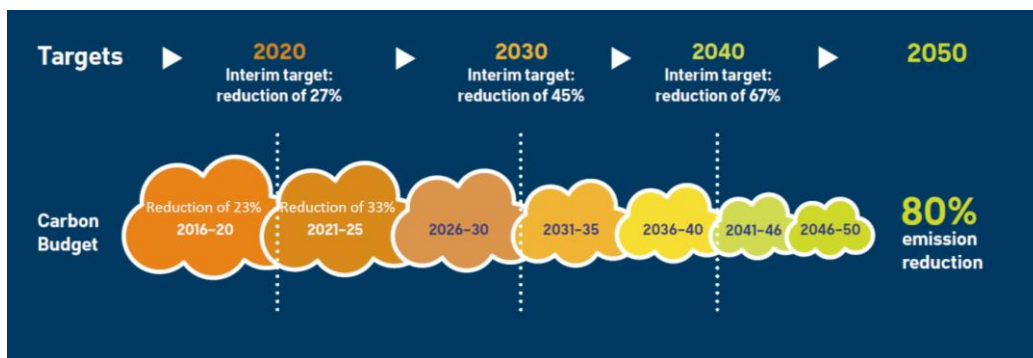 Targets
2020
Interim target:
reduction of 27%
2030
Interim target:
reduction of 45%
2040
Interim target:
reduction of 67%
2050
Carbon
Budget
Reduction of 23%
2016–20
Reduction of 33%
2021–25
2026–30
2031–35
2036–40
2041–46
2046–50
80%
emission
reduction